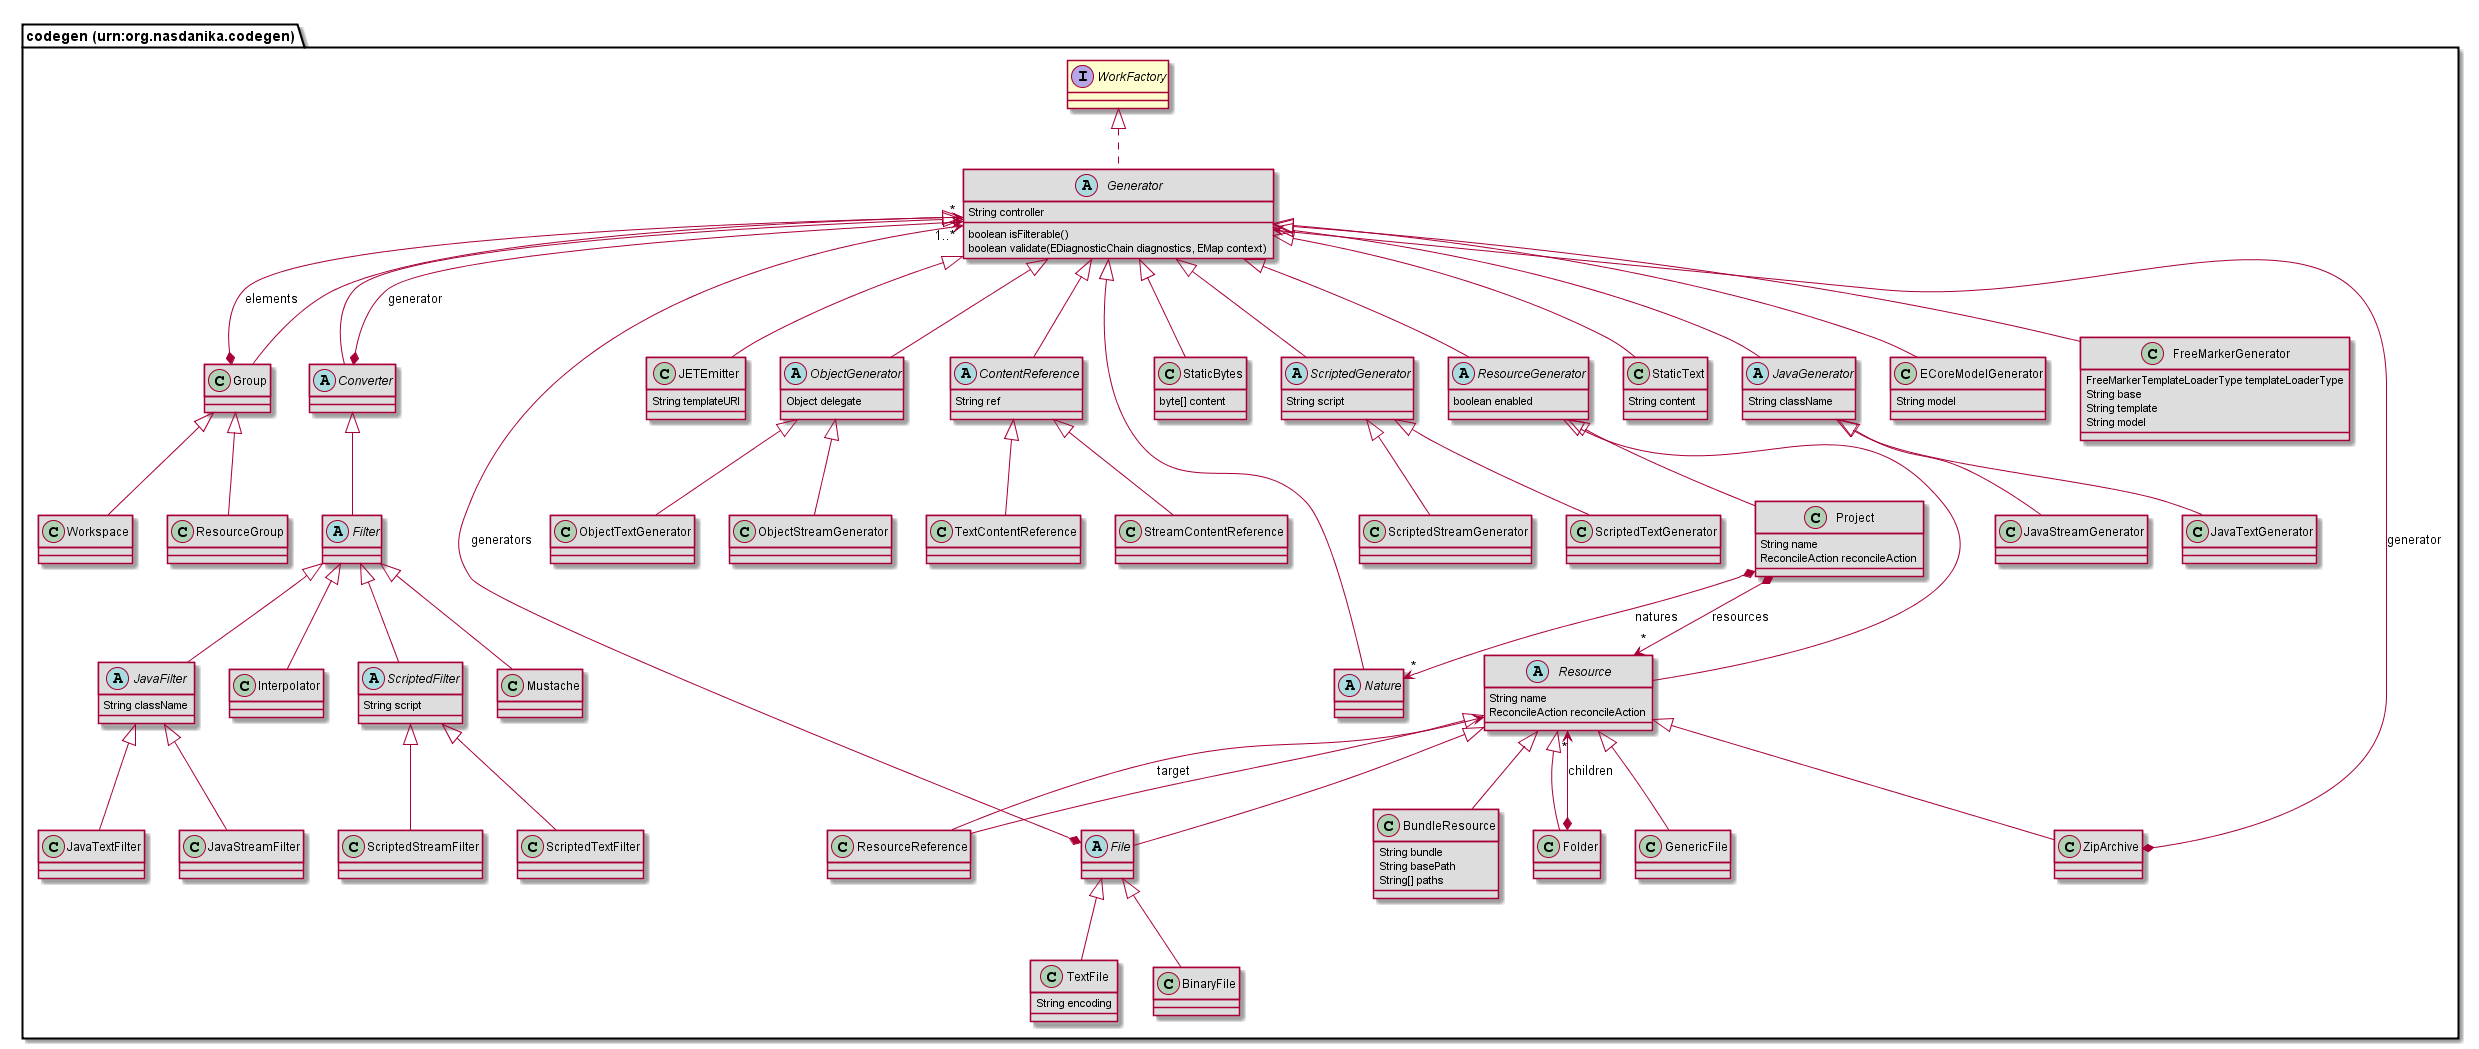 codegen (urn:org.nasdanika.codegen)
I WorkFactory
A Generator
String controller
boolean isFilterable()
boolean validate(EDiagnosticChain diagnostics, EMap context)
*
1..*
elements
generator
C Group
A Converter
C JETEmitter
String templateURI
A ObjectGenerator
Object delegate
A ContentReference
String ref
C StaticBytes
byte[] content
A ScriptedGenerator
String script
A ResourceGenerator
boolean enabled
C StaticText
String content
A JavaGenerator
String className
C ECoreModelGenerator
String model
C FreeMarkerGenerator
FreeMarkerTemplateLoaderType templateLoaderType
String base
String template
String model
C Workspace
C ResourceGroup
A Filter
generators
C ObjectTextGenerator
C ObjectStreamGenerator
C TextContentReference
C StreamContentReference
C ScriptedStreamGenerator
C ScriptedTextGenerator
C Project
String name
ReconcileAction reconcileAction
C JavaStreamGenerator
C JavaTextGenerator
generator
natures
resources
*
*
A JavaFilter
String className
C Interpolator
A ScriptedFilter
String script
C Mustache
A Nature
A Resource
String name
ReconcileAction reconcileAction
*
target
children
C JavaTextFilter
C JavaStreamFilter
C ScriptedStreamFilter
C ScriptedTextFilter
C ResourceReference
A File
C BundleResource
String bundle
String basePath
String[] paths
C Folder
C GenericFile
C ZipArchive
C TextFile
String encoding
C BinaryFile